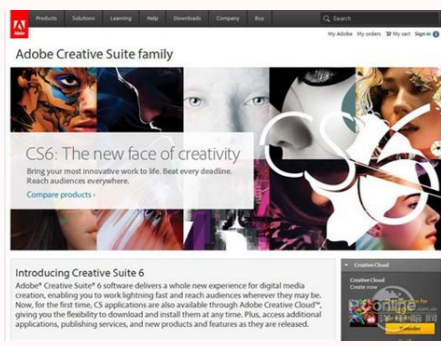 Products Solutions Learning Help Downloads Company Buy Search
Adobe
My Adobe My orders My cart Sign in
Adobe Creative Suite family
CS6
CS6: The new face of creativity
Bring your most innovative work to life. Beat every deadline.
Reach audiences everywhere.
Compare products ›
Introducing Creative Suite 6
Adobe® Creative Suite® 6 software delivers a whole new experience for digital media
creation, enabling you to work lightning fast and reach audiences wherever they may be.
Now, for the first time, CS applications are also available through Adobe Creative Cloud™,
giving you the flexibility to download and install them at any time. Plus, access additional
applications, publishing services, and new products and features as they are released.
Creative Cloud
Creative Cloud
Create now
PConline